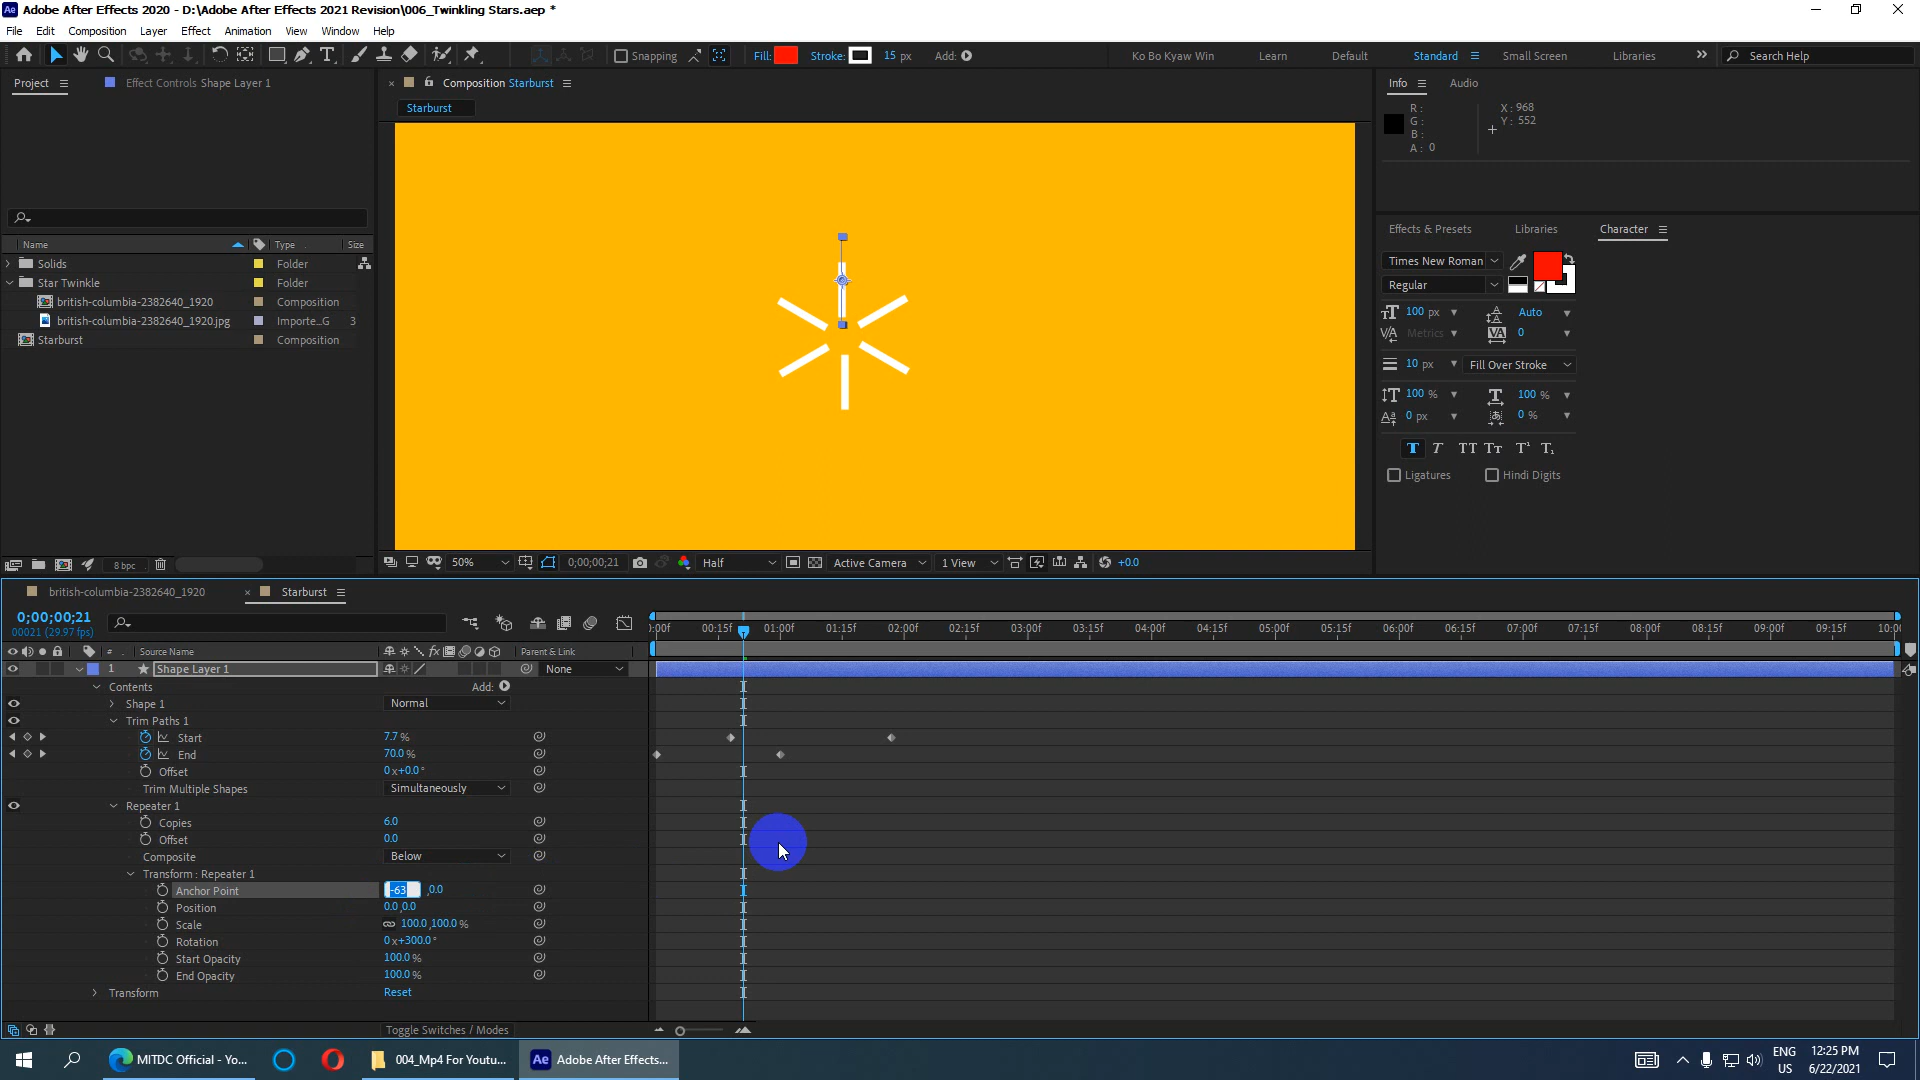 Adobe After Effects 2020 - D:\Adobe After Effects 2021 Revision\006_Twinkling Stars.aep *
File Edit Composition Layer Effect Animation View Window Help
Snapping Fill: Stroke: 15 px Add: Ko Bo Kyaw Win Learn Default Standard Small Screen Libraries Search Help
Project Effect Controls Shape Layer 1 Composition Starburst Info Audio
Starburst
R: X: 968
G: Y: 552
B:
A: 0
Effects & Presets Libraries Character
Name Type Size
Solids Folder
Star Twinkle Folder
british-columbia-2382640_1920 Composition
british-columbia-2382640_1920.jpg Importe...G 3
Starburst Composition
Times New Roman
Regular
100 px Auto
Metrics 0
10 px Fill Over Stroke
100 % 100 %
0 px 0 %
T T TT Tt T¹ T₁
Ligatures Hindi Digits
8 bpc 50% 0;00;00;21 Half Active Camera 1 View +0.0
british-columbia-2382640_1920 Starburst
0;00;00;21
00021 (29.97 fps)
0:00f 00:15f 01:00f 01:15f 02:00f 02:15f 03:00f 03:15f 04:00f 04:15f 05:00f 05:15f 06:00f 06:15f 07:00f 07:15f 08:00f 08:15f 09:00f 09:15f 10:00
# Source Name Parent & Link
1 Shape Layer 1 None
Contents Add:
Shape 1 Normal
Trim Paths 1
Start 7.7 %
End 70.0 %
Offset 0x+0.0°
Trim Multiple Shapes Simultaneously
Repeater 1
Copies 6.0
Offset 0.0
Composite Below
Transform : Repeater 1
Anchor Point -63 ,0.0
Position 0.0,0.0
Scale 100.0,100.0 %
Rotation 0x+300.0°
Start Opacity 100.0 %
End Opacity 100.0 %
Transform Reset
Toggle Switches / Modes
MITDC Official - Yo... 004_Mp4 For Youtu... Ae Adobe After Effects... ENG 12:25 PM
US 6/22/2021